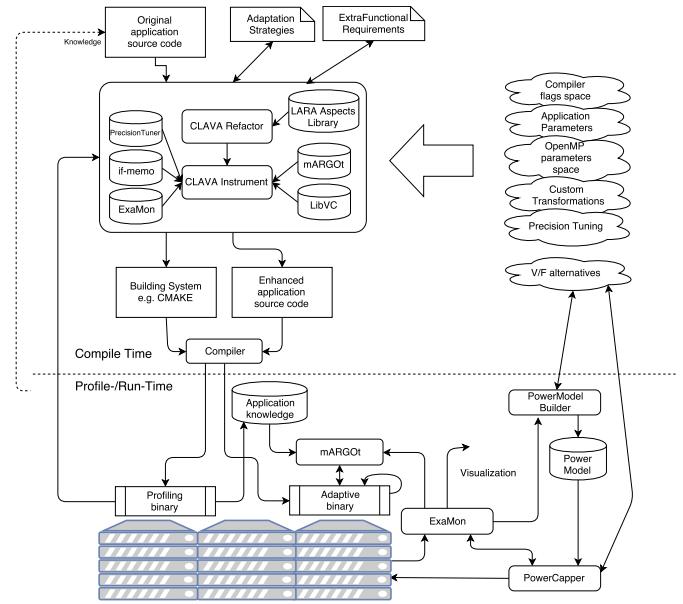 Original
application
source code
Adaptation
Strategies
ExtraFunctional
Requirements
Knowledge
LARA Aspects
Library
CLAVA Refactor
PrecisionTuner
if-memo
ExaMon
CLAVA Instrument
mARGOt
LibVC
Compiler
flags space
Application
Parameters
OpenMP
parameters
space
Custom
Transformations
Precision Tuning
V/F alternatives
Building System
e.g. CMAKE
Enhanced
application
source code
Compiler
Compile Time
Profile-/Run-Time
Application
knowledge
mARGOt
Profiling
binary
Adaptive
binary
Visualization
ExaMon
PowerModel
Builder
Power
Model
PowerCapper